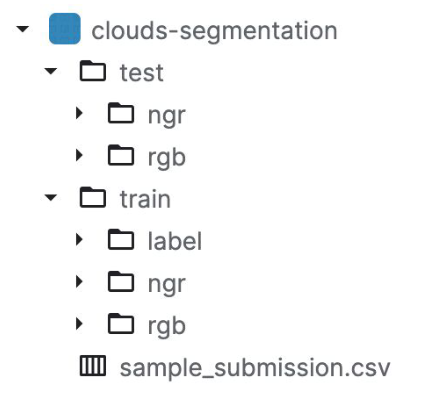 clouds-segmentation
test
ngr
rgb
train
label
ngr
rgb
sample_submission.csv